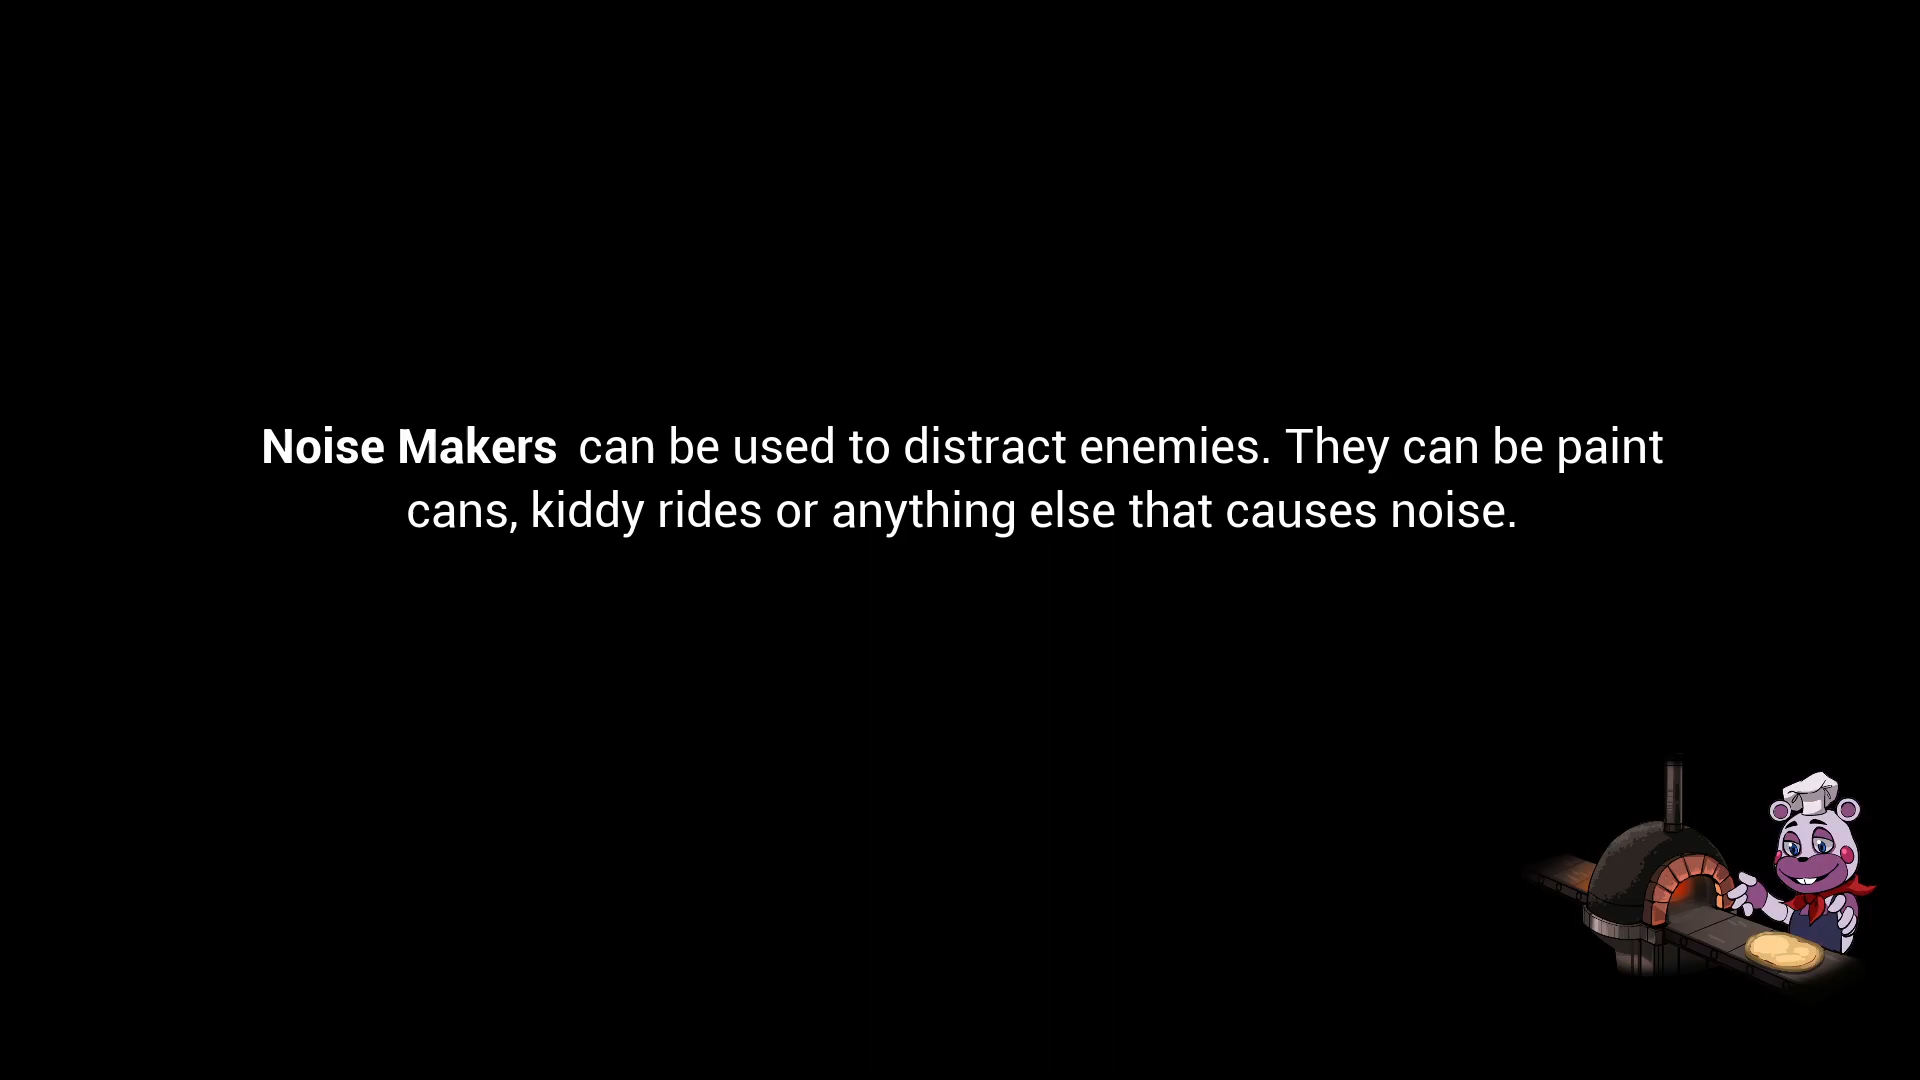 Noise Makers can be used to distract enemies. They can be paint
cans, kiddy rides or anything else that causes noise.